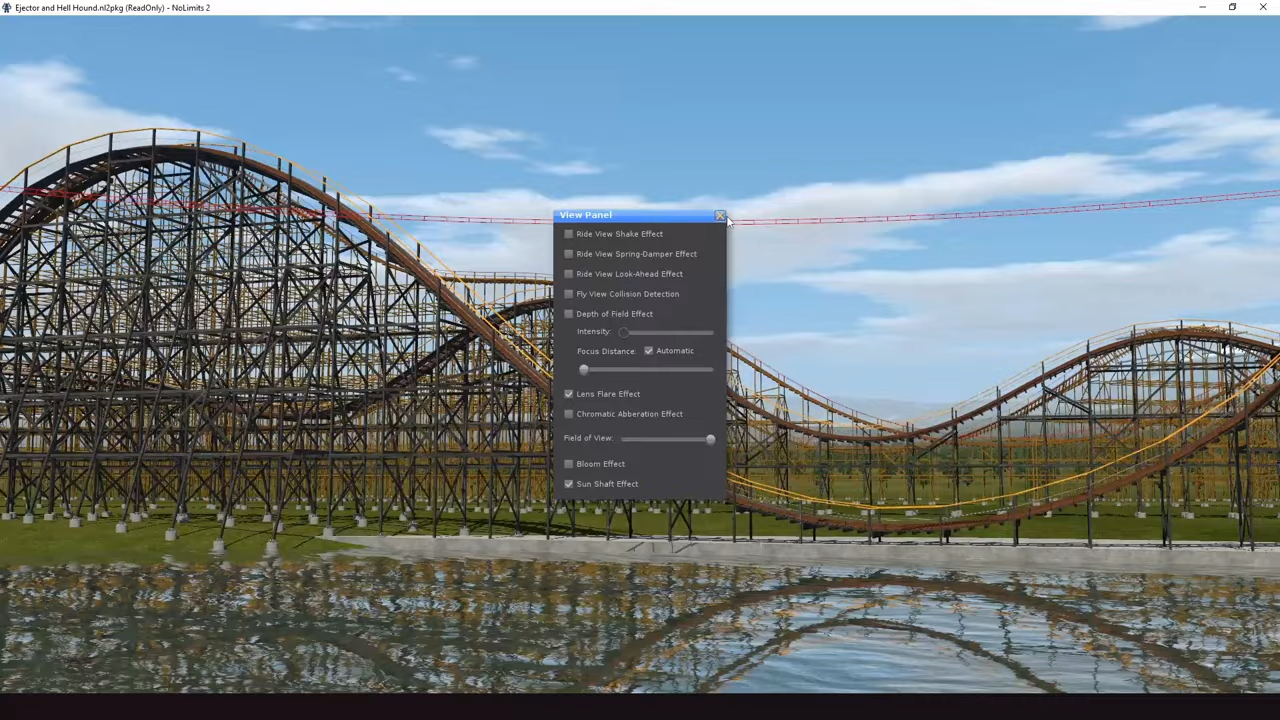 Ejector and Hell Hound.nl2pkg (ReadOnly) - NoLimits 2
View Panel
Ride View Shake Effect
Ride View Spring-Damper Effect
Ride View Look-Ahead Effect
Fly View Collision Detection
Depth of Field Effect
Intensity:
Focus Distance: Automatic
Lens Flare Effect
Chromatic Abberation Effect
Field of View:
Bloom Effect
Sun Shaft Effect